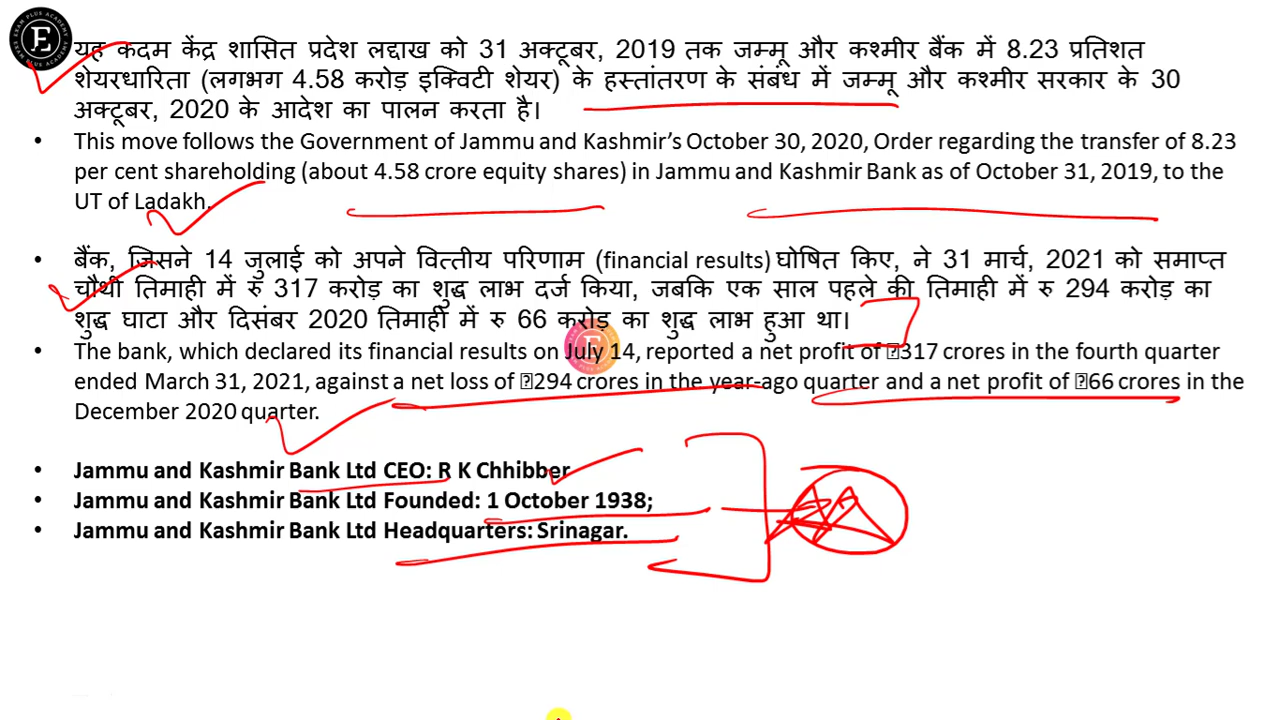 EXAM PLUS ACADEMY
यह कदम केंद्र शासित प्रदेश लद्दाख को 31 अक्टूबर, 2019 तक जम्मू और कश्मीर बैंक में 8.23 प्रतिशत
शेयरधारिता (लगभग 4.58 करोड़ इक्विटी शेयर) के हस्तांतरण के संबंध में जम्मू और कश्मीर सरकार के 30
अक्टूबर, 2020 के आदेश का पालन करता है।
• This move follows the Government of Jammu and Kashmir’s October 30, 2020, Order regarding the transfer of 8.23
per cent shareholding (about 4.58 crore equity shares) in Jammu and Kashmir Bank as of October 31, 2019, to the
UT of Ladakh.
• बैंक, जिसने 14 जुलाई को अपने वित्तीय परिणाम (financial results) घोषित किए, ने 31 मार्च, 2021 को समाप्त
चौथी तिमाही में रु 317 करोड़ का शुद्ध लाभ दर्ज किया, जबकि एक साल पहले की तिमाही में रु 294 करोड़ का
शुद्ध घाटा और दिसंबर 2020 तिमाही में रु 66 करोड़ का शुद्ध लाभ हुआ था।
• The bank, which declared its financial results on July 14, reported a net profit of 317 crores in the fourth quarter
ended March 31, 2021, against a net loss of 294 crores in the year-ago quarter and a net profit of 66 crores in the
December 2020 quarter.
• Jammu and Kashmir Bank Ltd CEO: R K Chhibber
• Jammu and Kashmir Bank Ltd Founded: 1 October 1938;
• Jammu and Kashmir Bank Ltd Headquarters: Srinagar.